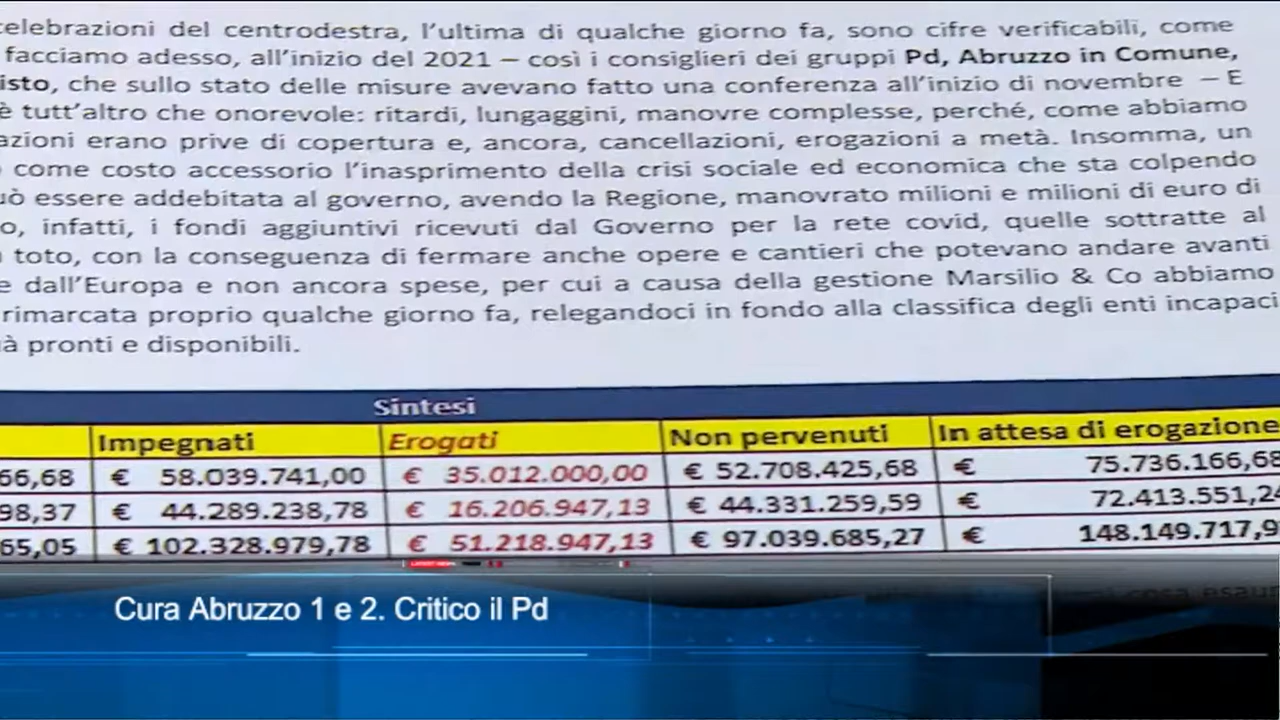 celebrazioni del centrodestra, l’ultima di qualche giorno fa, sono cifre verificabili, come
facciamo adesso, all’inizio del 2021 – così i consiglieri dei gruppi Pd, Abruzzo in Comune,
isto, che sullo stato delle misure avevano fatto una conferenza all’inizio di novembre – E
è tutt’altro che onorevole: ritardi, lungaggini, manovre complesse, perché, come abbiamo
azioni erano prive di copertura e, ancora, cancellazioni, erogazioni a metà. Insomma, un
come costo accessorio l’inasprimento della crisi sociale ed economica che sta colpendo
uò essere addebitata al governo, avendo la Regione, manovrato milioni e milioni di euro di
o, infatti, i fondi aggiuntivi ricevuti dal Governo per la rete covid, quelle sottratte al
toto, con la conseguenza di fermare anche opere e cantieri che potevano andare avanti
e dall’Europa e non ancora spese, per cui a causa della gestione Marsilio & Co abbiamo
rimarcata proprio qualche giorno fa, relegandoci in fondo alla classifica degli enti incapaci
à pronti e disponibili.
Sintesi
Impegnati Erogati Non pervenuti In attesa di erogazione
66,68 € 58.039.741,00 € 35.012.000,00 € 52.708.425,68 € 75.736.166,68
98,37 € 44.289.238,78 € 16.206.947,13 € 44.331.259,59 € 72.413.551,24
65,05 € 102.328.979,78 € 51.218.947,13 € 97.039.685,27 € 148.149.717,9
Cura Abruzzo 1 e 2. Critico il Pd